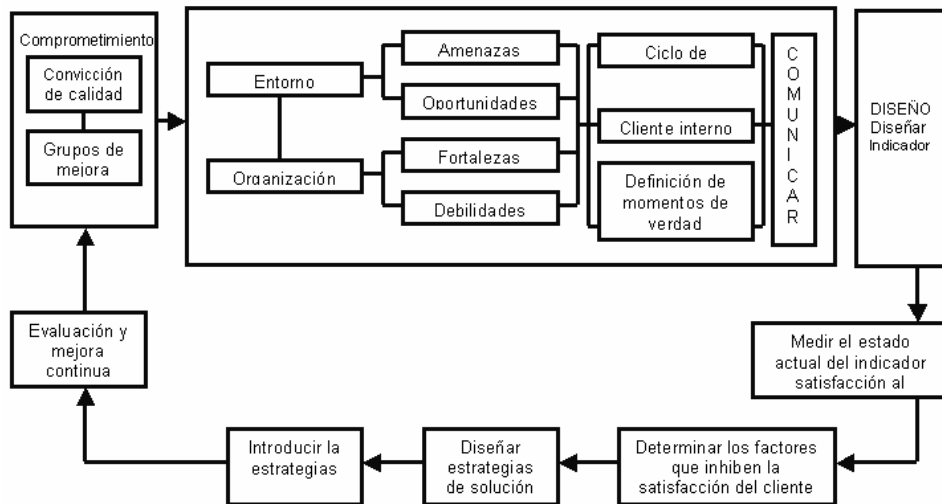 Comprometimiento
Convicción
de calidad
Grupos de
mejora
Entorno
Organización
Amenazas
Oportunidades
Fortalezas
Debilidades
Ciclo de
Cliente interno
Definición de
momentos de
verdad
C
O
M
U
N
I
C
A
R
DISEÑO
Diseñar
Indicador
Medir el estado
actual del indicador
satisfacción al
Determinar los factores
que inhiben la
satisfacción del cliente
Diseñar
estrategias
de solución
Introducir la
estrategias
Evaluación y
mejora
continua